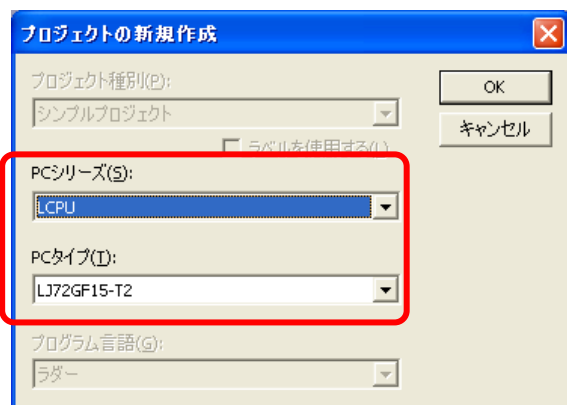 プロジェクトの新規作成
プロジェクト種別(P):
シンプルプロジェクト
ラベルを使用する(L)
PCシリーズ(S):
LCPU
PCタイプ(T):
LJ72GF15-T2
プログラム言語(G):
ラダー
OK
キャンセル